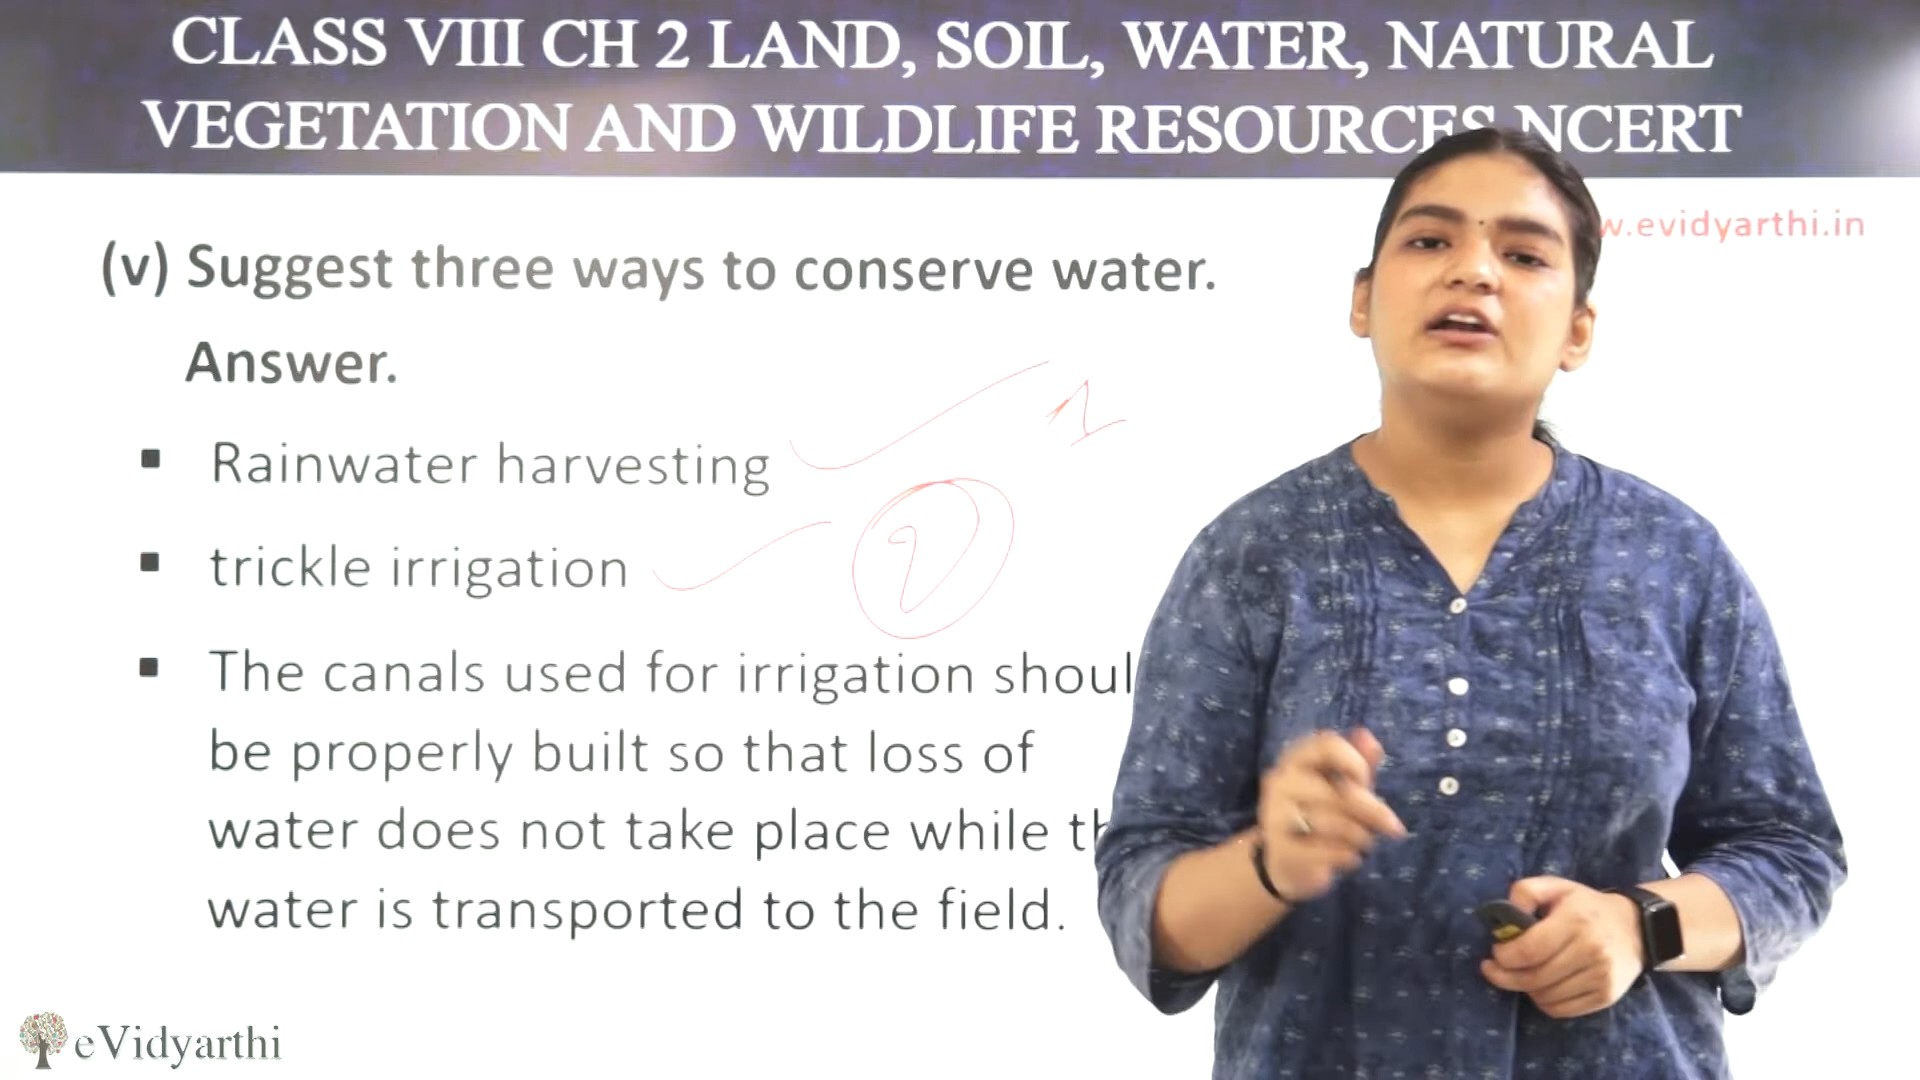 CLASS VIII CH 2 LAND, SOIL, WATER, NATURAL
VEGETATION AND WILDLIFE RESOURCES NCERT
w.evidyarthi.in
(v) Suggest three ways to conserve water.
Answer.
▪ Rainwater harvesting
▪ trickle irrigation
▪ The canals used for irrigation shoul
be properly built so that loss of
water does not take place while th
water is transported to the field.
eVidyarthi